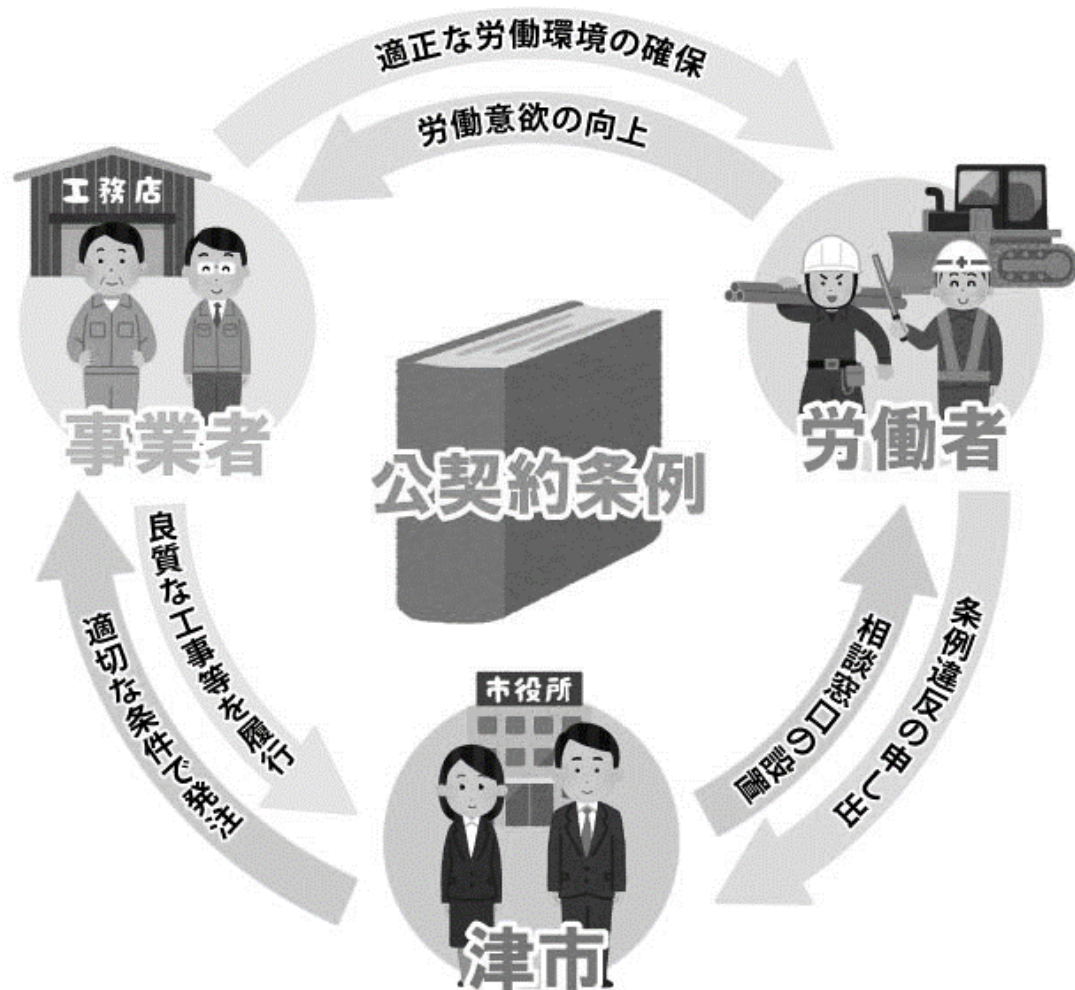 適正な労働環境の確保
労働意欲の向上
工務店
事業者
労働者
公契約条例
良質な工事等を履行
適切な条件で発注
相談窓口の設置
条例違反の申し出
市役所
津市